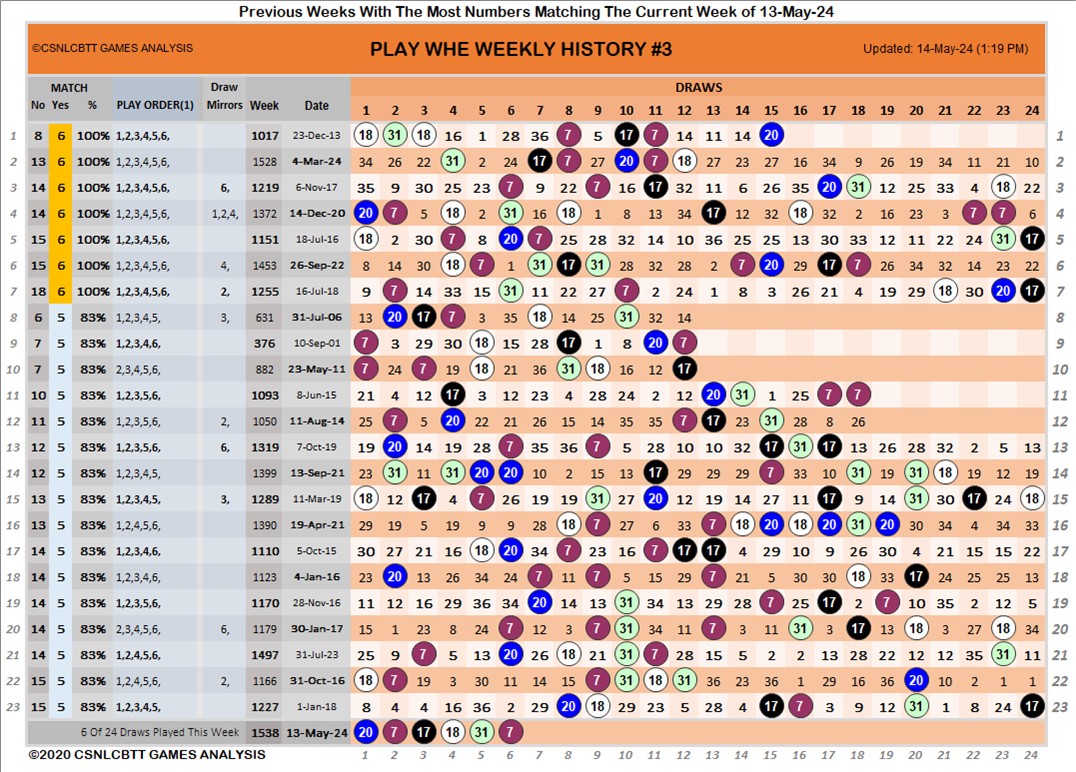 Previous Weeks With The Most Numbers Matching The Current Week of 13-May-24
©CSNLCBTT GAMES ANALYSIS PLAY WHE WEEKLY HISTORY #3 Updated: 14-May-24 (1:19 PM)
MATCH Draw DRAWS
No Yes % PLAY ORDER(1) Mirrors Week Date 1 2 3 4 5 6 7 8 9 10 11 12 13 14 15 16 17 18 19 20 21 22 23 24
1 8 6 100% 1,2,3,4,5,6, 1017 23-Dec-13 18 31 18 16 1 28 36 7 5 17 7 14 11 14 20 1
2 13 6 100% 1,2,3,4,5,6, 1528 4-Mar-24 34 26 22 31 2 24 17 7 27 20 7 18 27 23 27 16 34 9 26 19 34 11 21 10 2
3 14 6 100% 1,2,3,4,5,6, 6, 1219 6-Nov-17 35 9 30 25 23 7 9 22 7 16 17 32 11 6 26 35 20 31 12 25 33 4 18 22 3
4 14 6 100% 1,2,3,4,5,6, 1,2,4, 1372 14-Dec-20 20 7 5 18 2 31 16 18 1 8 13 34 17 12 32 18 32 2 16 23 3 7 7 6 4
5 15 6 100% 1,2,3,4,5,6, 1151 18-Jul-16 18 2 30 7 8 20 7 25 28 32 14 10 36 25 25 13 30 33 12 11 22 24 31 17 5
6 15 6 100% 1,2,3,4,5,6, 4, 1453 26-Sep-22 8 14 30 18 7 1 31 17 31 28 32 28 2 7 20 29 17 7 26 34 32 14 23 22 6
7 18 6 100% 1,2,3,4,5,6, 2, 1255 16-Jul-18 9 7 14 33 15 31 11 22 27 7 2 24 1 8 3 26 21 4 19 21 18 30 20 17 7
8 6 5 83% 1,2,3,4,5, 3, 631 31-Jul-06 13 20 17 7 3 35 18 14 25 31 32 14 8
9 7 5 83% 1,2,3,4,6, 376 10-Sep-01 7 3 29 30 18 15 28 17 1 8 20 7 9
10 7 5 83% 2,3,4,5,6, 882 23-May-11 7 24 7 19 18 21 36 31 18 16 12 17 10
11 10 5 83% 1,2,3,5,6, 1093 8-Jun-15 21 4 12 17 3 12 23 4 28 24 2 12 20 31 1 25 7 7 11
12 11 5 83% 1,2,3,5,6, 2, 1050 11-Aug-14 25 7 5 20 2 21 26 15 14 35 35 7 17 22 31 28 8 26 12
13 12 5 83% 1,2,3,5,6, 6, 1319 7-Oct-19 19 20 14 19 28 7 35 36 7 5 28 10 10 32 17 31 17 13 26 28 32 2 5 13 13
14 12 5 83% 1,2,3,4,5, 1399 13-Sep-21 23 31 11 31 20 20 10 2 15 13 17 29 29 29 7 33 14 31 19 31 18 19 12 19 14
15 13 5 83% 1,2,3,4,5, 3, 1289 11-Mar-19 18 12 17 4 7 26 19 19 31 27 20 12 19 14 27 11 17 9 14 31 30 17 24 18 15
16 13 5 83% 1,2,4,5,6, 1390 19-Apr-21 29 19 5 19 9 9 28 18 7 27 6 33 7 18 20 18 20 31 20 30 34 4 34 33 16
17 14 5 83% 1,2,3,4,6, 1110 5-Oct-15 30 27 21 16 18 20 34 7 23 16 7 17 17 4 29 10 9 26 30 4 21 15 15 22 17
18 14 5 83% 1,2,3,4,6, 1123 4-Jan-16 23 20 13 26 34 24 7 11 7 5 15 29 7 21 5 30 30 18 33 17 24 25 25 13 18
19 14 5 83% 1,2,3,5,6, 1170 28-Nov-16 11 12 16 29 36 34 20 14 13 31 34 13 29 28 7 25 17 2 7 10 35 2 12 5 19
20 14 5 83% 2,3,4,5,6, 6, 1179 30-Jan-17 15 1 23 8 24 7 12 3 7 31 34 11 7 3 11 31 3 17 13 18 3 27 18 34 20
21 14 5 83% 1,2,4,5,6, 1497 31-Jul-23 25 9 7 5 13 20 26 18 21 31 7 28 15 5 2 2 13 28 22 12 12 35 31 11 21
22 15 5 83% 1,2,4,5,6, 2, 1166 31-Oct-16 18 7 19 3 30 11 14 15 7 31 18 31 36 23 36 1 29 16 36 20 10 2 1 1 22
23 15 5 83% 1,2,3,4,5, 1227 1-Jan-18 8 4 4 16 36 2 29 20 18 29 23 5 28 4 17 7 3 9 12 31 1 8 24 17 23
6 Of 24 Draws Played This Week 1538 13-May-24 20 7 17 18 31 7
©2020 CSNLCBTT GAMES ANALYSIS 1 2 3 4 5 6 7 8 9 10 11 12 13 14 15 16 17 18 19 20 21 22 23 24